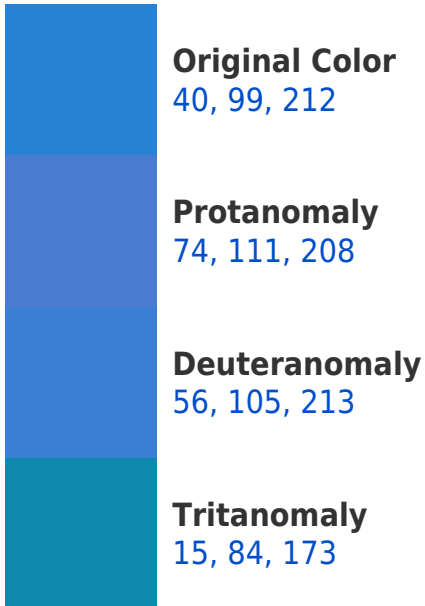 Original Color
40, 99, 212
Protanomaly
74, 111, 208
Deuteranomaly
56, 105, 213
Tritanomaly
15, 84, 173